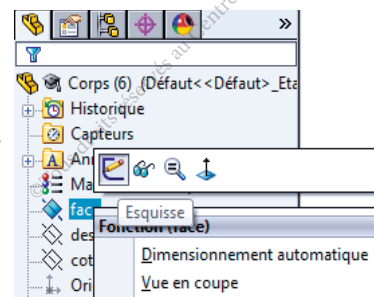 »
Corps (6) (Défaut<<Défaut>_Eta
Historique
Capteurs
Ann
Ma
fac
Esquisse
Fonction (face)
des
Dimensionnement automatique
cot
Vue en coupe
Ori